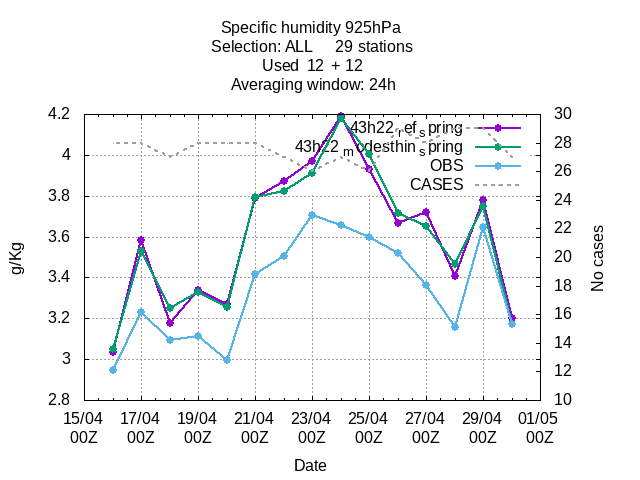 Specific humidity 925hPa
Selection: ALL 29 stations
Used 12 + 12
Averaging window: 24h
4.2
4
3.8
3.6
3.4
3.2
3
2.8
g/Kg
30
28
26
24
22
20
18
16
14
12
10
No cases
43h22_ref_spring
43h22_modesthin_spring
OBS
CASES
15/04 17/04 19/04 21/04 23/04 25/04 27/04 29/04 01/05
00Z 00Z 00Z 00Z 00Z 00Z 00Z 00Z 00Z
Date